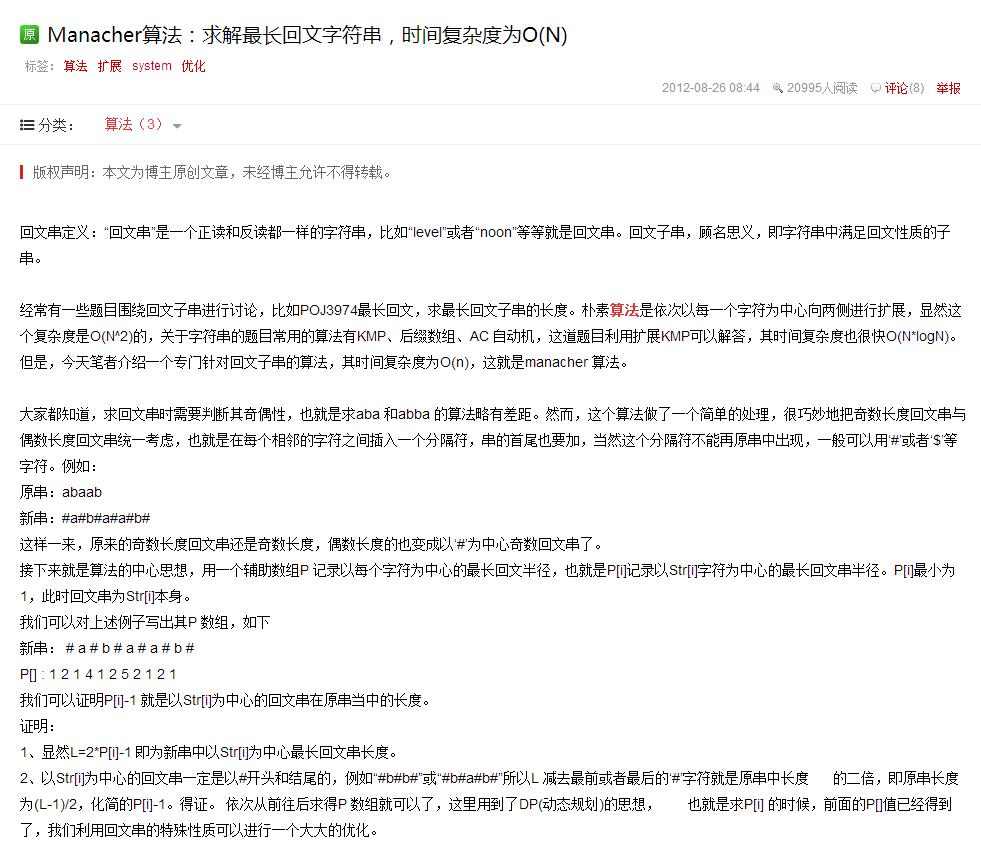 原 Manacher算法：求解最长回文字符串，时间复杂度为O(N)
标签： 算法 扩展 system 优化
2012-08-26 08:44 20995人阅读 评论(8) 举报
分类： 算法（3）
版权声明：本文为博主原创文章，未经博主允许不得转载。
回文串定义：“回文串”是一个正读和反读都一样的字符串，比如“level”或者“noon”等等就是回文串。回文子串，顾名思义，即字符串中满足回文性质的子
串。
经常有一些题目围绕回文子串进行讨论，比如POJ3974最长回文，求最长回文子串的长度。朴素算法是依次以每一个字符为中心向两侧进行扩展，显然这
个复杂度是O(N^2)的，关于字符串的题目常用的算法有KMP、后缀数组、AC 自动机，这道题目利用扩展KMP可以解答，其时间复杂度也很快O(N*logN)。
但是，今天笔者介绍一个专门针对回文子串的算法，其时间复杂度为O(n)，这就是manacher 算法。
大家都知道，求回文串时需要判断其奇偶性，也就是求aba 和abba 的算法略有差距。然而，这个算法做了一个简单的处理，很巧妙地把奇数长度回文串与
偶数长度回文串统一考虑，也就是在每个相邻的字符之间插入一个分隔符，串的首尾也要加，当然这个分隔符不能再原串中出现，一般可以用‘#’或者‘$’等
字符。例如：
原串：abaab
新串：#a#b#a#a#b#
这样一来，原来的奇数长度回文串还是奇数长度，偶数长度的也变成以‘#’为中心奇数回文串了。
接下来就是算法的中心思想，用一个辅助数组P 记录以每个字符为中心的最长回文半径，也就是P[i]记录以Str[i]字符为中心的最长回文串半径。P[i]最小为
1，此时回文串为Str[i]本身。
我们可以对上述例子写出其P 数组，如下
新串： # a # b # a # a # b #
P[] : 1 2 1 4 1 2 5 2 1 2 1
我们可以证明P[i]-1 就是以Str[i]为中心的回文串在原串当中的长度。
证明：
1、显然L=2*P[i]-1 即为新串中以Str[i]为中心最长回文串长度。
2、以Str[i]为中心的回文串一定是以#开头和结尾的，例如“#b#b#”或“#b#a#b#”所以L 减去最前或者最后的‘#’字符就是原串中长度 的二倍，即原串长度
为(L-1)/2，化简的P[i]-1。得证。 依次从前往后求得P 数组就可以了，这里用到了DP(动态规划)的思想， 也就是求P[i] 的时候，前面的P[]值已经得到
了，我们利用回文串的特殊性质可以进行一个大大的优化。